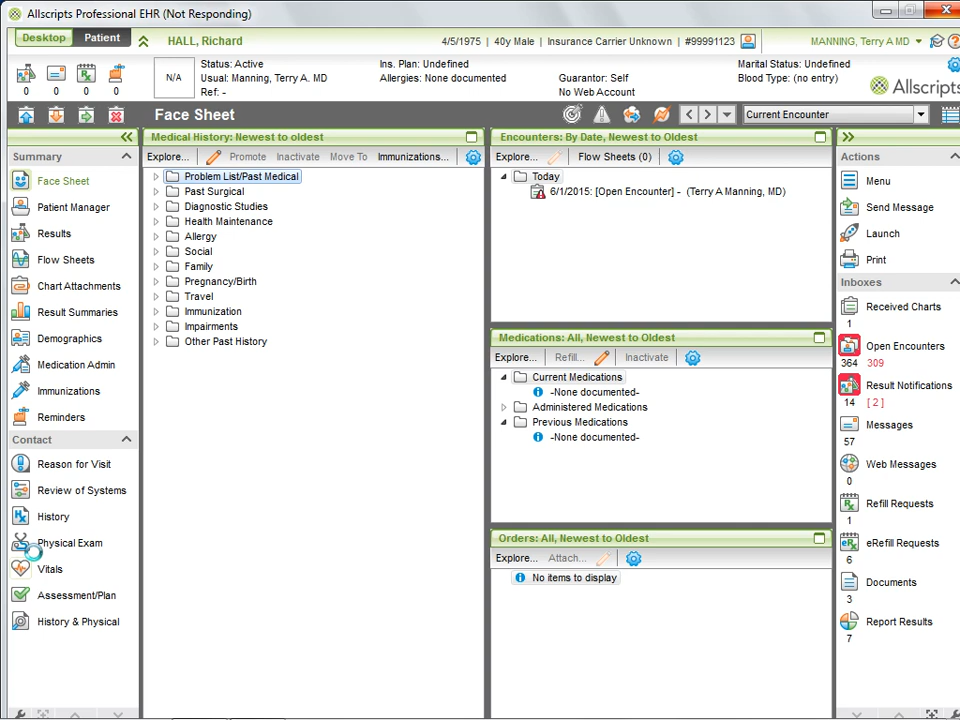 Allscripts Professional EHR (Not Responding)
Desktop Patient HALL, Richard 4/5/1975 | 40y Male | Insurance Carrier Unknown | #99991123 MANNING, Terry A MD
N/A
Status: Active Ins. Plan: Undefined Marital Status: Undefined
Usual: Manning, Terry A. MD Allergies: None documented Guarantor: Self Blood Type: (no entry)
Ref: - No Web Account Allscripts
0 0 0 0
Face Sheet Current Encounter
Summary
Face Sheet
Patient Manager
Results
Flow Sheets
Chart Attachments
Result Summaries
Demographics
Medication Admin
Immunizations
Reminders
Contact
Reason for Visit
Review of Systems
History
Physical Exam
Vitals
Assessment/Plan
History & Physical
Medical History: Newest to oldest
Explore... Promote Inactivate Move To Immunizations...
Problem List/Past Medical
Past Surgical
Diagnostic Studies
Health Maintenance
Allergy
Social
Family
Pregnancy/Birth
Travel
Immunization
Impairments
Other Past History
Encounters: By Date, Newest to Oldest
Explore... Flow Sheets (0)
Today
6/1/2015: [Open Encounter] - (Terry A Manning, MD)
Medications: All, Newest to Oldest
Explore... Refill... Inactivate
Current Medications
-None documented-
Administered Medications
Previous Medications
-None documented-
Orders: All, Newest to Oldest
Explore... Attach...
No items to display
Actions
Menu
Send Message
Launch
Print
Inboxes
Received Charts
1
Open Encounters
364 309
Result Notifications
14 [ 2 ]
Messages
57
Web Messages
0
Refill Requests
1
eRefill Requests
6
Documents
3
Report Results
7